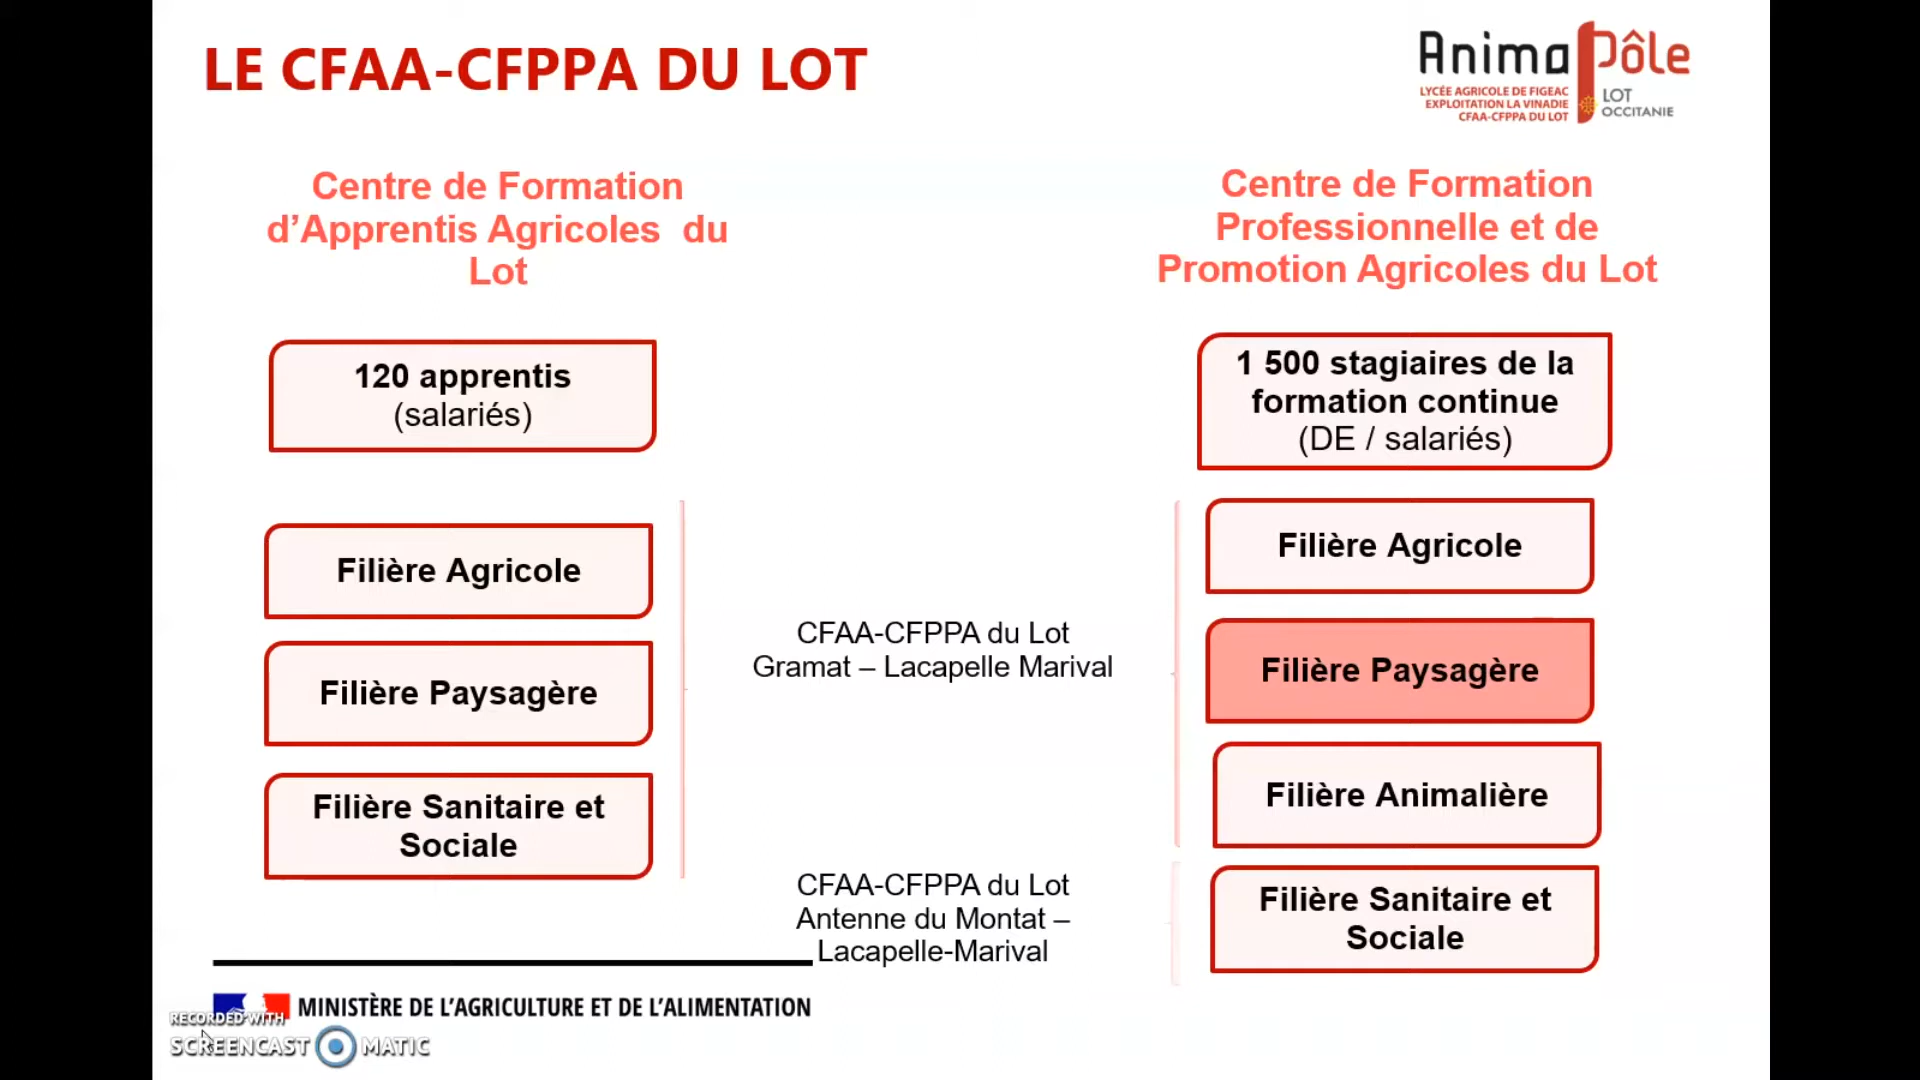 LE CFAA-CFPPA DU LOT
Anima Pôle
LYCÉE AGRICOLE DE FIGEAC
EXPLOITATION LA VINADIE
CFAA-CFPPA DU LOT
LOT
OCCITANIE
Centre de Formation
d’Apprentis Agricoles du
Lot
120 apprentis
(salariés)
Filière Agricole
Filière Paysagère
Filière Sanitaire et
Sociale
CFAA-CFPPA du Lot
Gramat – Lacapelle Marival
CFAA-CFPPA du Lot
Antenne du Montat –
Lacapelle-Marival
Centre de Formation
Professionnelle et de
Promotion Agricoles du Lot
1 500 stagiaires de la
formation continue
(DE / salariés)
Filière Agricole
Filière Paysagère
Filière Animalière
Filière Sanitaire et
Sociale
MINISTÈRE DE L’AGRICULTURE ET DE L’ALIMENTATION
RECORDED WITH
SCREENCAST MATIC